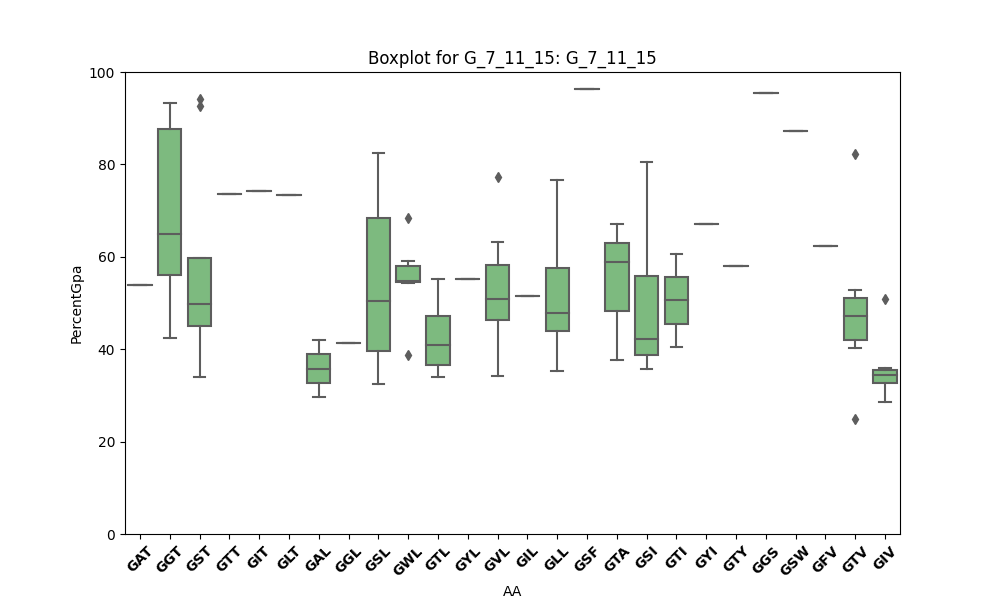 Boxplot for G_7_11_15: G_7_11_15
PercentGpa
100
80
60
40
20
0
GAT GGT GST GTT GIT GLT GAL GGL GSL GWL GTL GYL GVL GIL GLL GSF GTA GSI GTI GYI GTY GGS GSW GFV GTV GIV
AA